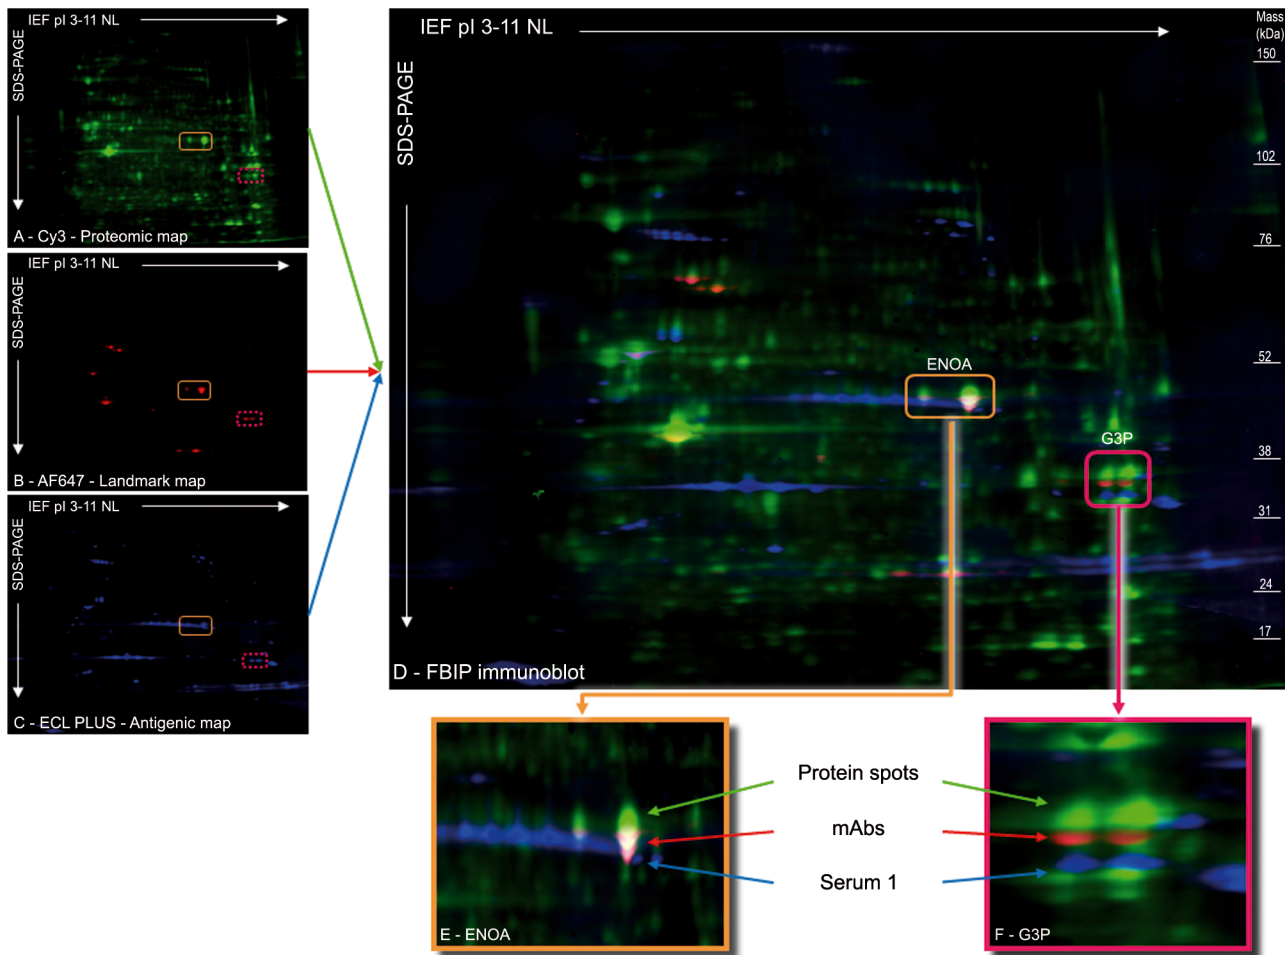 IEF pI 3-11 NL
SDS-PAGE
A - Cy3 - Proteomic map
IEF pI 3-11 NL
SDS-PAGE
B - AF647 - Landmark map
IEF pI 3-11 NL
SDS-PAGE
C - ECL PLUS - Antigenic map
IEF pI 3-11 NL
SDS-PAGE
Mass
(kDa)
150
102
76
52
38
31
24
17
ENOA
G3P
D - FBIP immunoblot
Protein spots
mAbs
Serum 1
E - ENOA
F - G3P